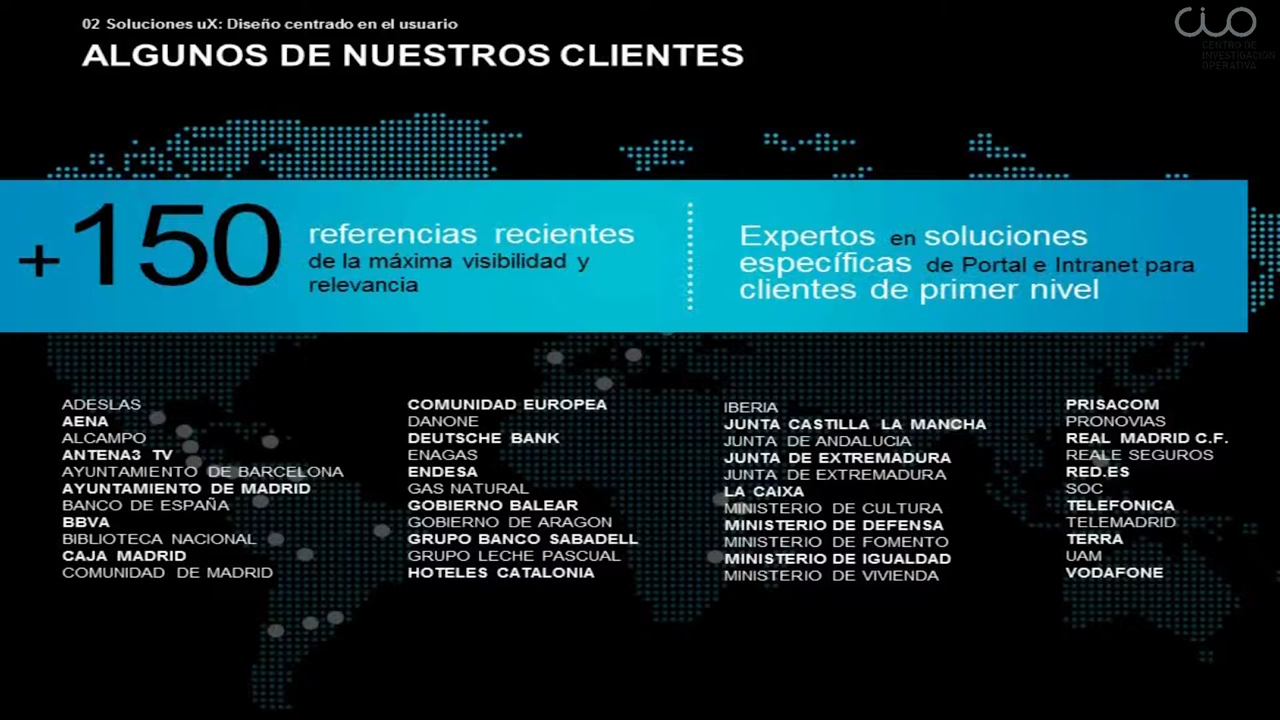 02 Soluciones uX: Diseño centrado en el usuario
ALGUNOS DE NUESTROS CLIENTES
CIO
CENTRO DE
INVESTIGACIÓN
OPERATIVA
+150
referencias recientes
de la máxima visibilidad y
relevancia
Expertos en soluciones
específicas de Portal e Intranet para
clientes de primer nivel
ADESLAS
AENA
ALCAMPO
ANTENA3 TV
AYUNTAMIENTO DE BARCELONA
AYUNTAMIENTO DE MADRID
BANCO DE ESPAÑA
BBVA
BIBLIOTECA NACIONAL
CAJA MADRID
COMUNIDAD DE MADRID
COMUNIDAD EUROPEA
DANONE
DEUTSCHE BANK
ENAGAS
ENDESA
GAS NATURAL
GOBIERNO BALEAR
GOBIERNO DE ARAGON
GRUPO BANCO SABADELL
GRUPO LECHE PASCUAL
HOTELES CATALONIA
IBERIA
JUNTA CASTILLA LA MANCHA
JUNTA DE ANDALUCIA
JUNTA DE EXTREMADURA
JUNTA DE EXTREMADURA
LA CAIXA
MINISTERIO DE CULTURA
MINISTERIO DE DEFENSA
MINISTERIO DE FOMENTO
MINISTERIO DE IGUALDAD
MINISTERIO DE VIVIENDA
PRISACOM
PRONOVIAS
REAL MADRID C.F.
REALE SEGUROS
RED.ES
SOC
TELEFONICA
TELEMADRID
TERRA
UAM
VODAFONE